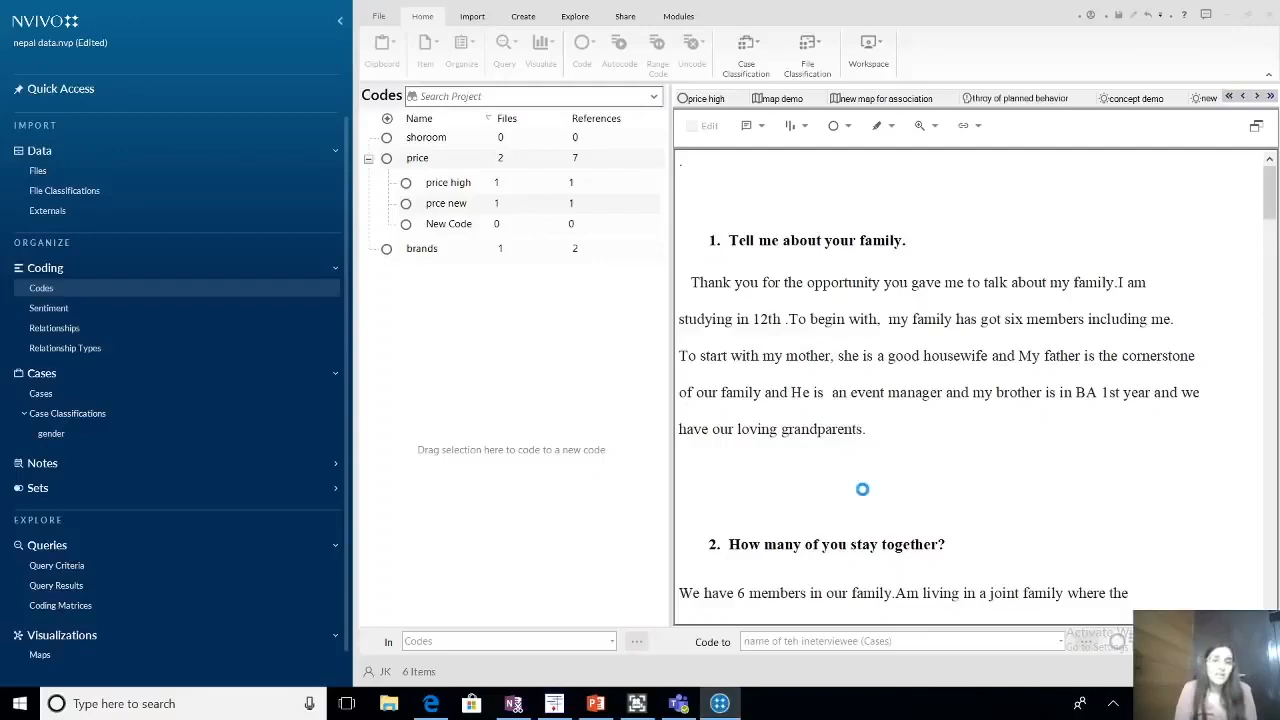 NVIVO
nepal data.nvp (Edited)
Quick Access
IMPORT
Data
Files
File Classifications
Externals
ORGANIZE
Coding
Codes
Sentiment
Relationships
Relationship Types
Cases
Cases
Case Classifications
gender
Notes
Sets
EXPLORE
Queries
Query Criteria
Query Results
Coding Matrices
Visualizations
Maps
File Home Import Create Explore Share Modules
Clipboard Item Organize Query Visualize Code Autocode Range Code Uncode Case Classification File Classification Workspace
Codes Search Project
Name Files References
shoroom 0 0
price 2 7
price high 1 1
prce new 1 1
New Code 0 0
brands 1 2
Drag selection here to code to a new code
In Codes
JK 6 Items
price high map demo new map for association throy of planned behavior concept demo new
Edit
.
1. Tell me about your family.
Thank you for the opportunity you gave me to talk about my family.I am
studying in 12th .To begin with, my family has got six members including me.
To start with my mother, she is a good housewife and My father is the cornerstone
of our family and He is an event manager and my brother is in BA 1st year and we
have our loving grandparents.
2. How many of you stay together?
We have 6 members in our family.Am living in a joint family where the
Code to name of teh ineterviewee (Cases)
Activate W
Go to Settings
Type here to search